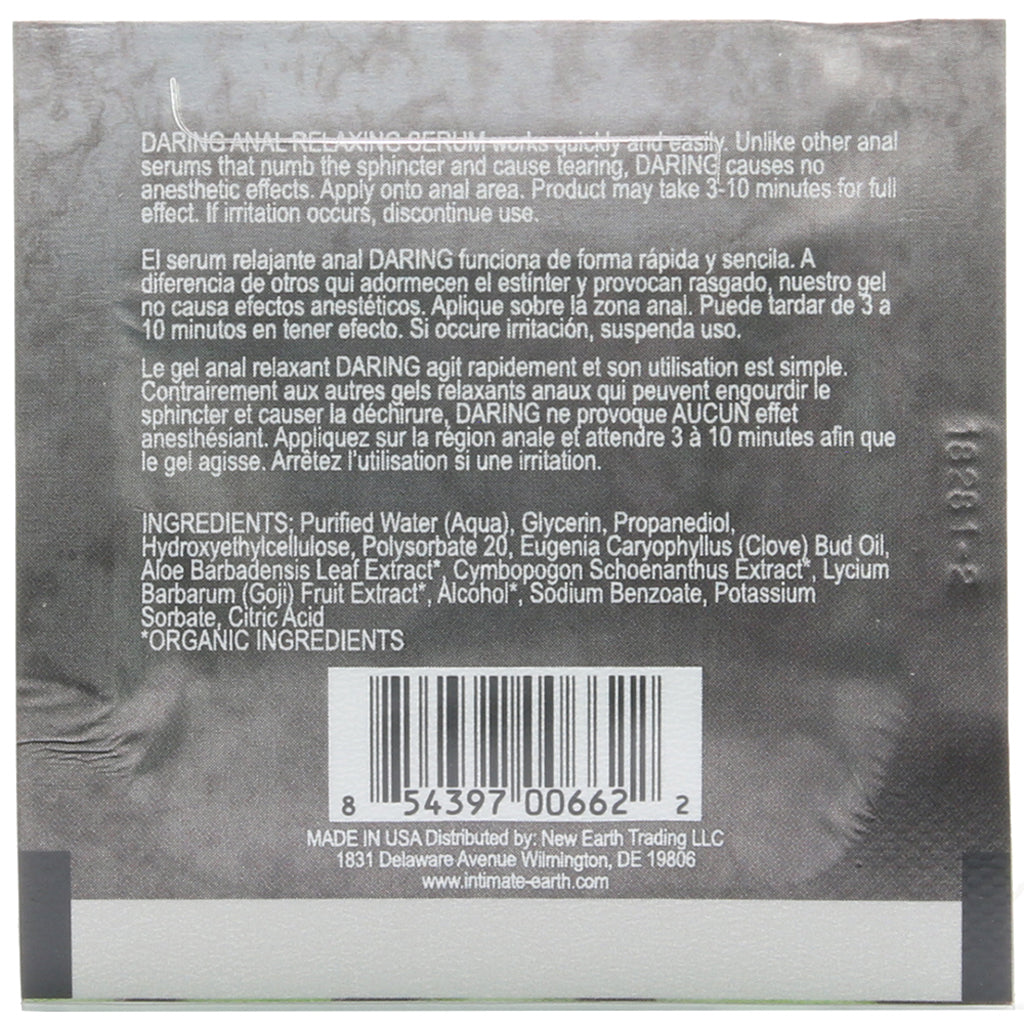 DARING ANAL RELAXING SERUM works quickly and easily. Unlike other anal
serums that numb the sphincter and cause tearing, DARING causes no
anesthetic effects. Apply onto anal area. Product may take 3-10 minutes for full
effect. If irritation occurs, discontinue use.
El serum relajante anal DARING funciona de forma rápida y sencila. A
diferencia de otros qui adormecen el estínter y provocan rasgado, nuestro gel
no causa efectos anestéticos. Aplique sobre la zona anal. Puede tardar de 3 a
10 minutos en tener efecto. Si occure irritación, suspenda uso.
Le gel anal relaxant DARING agit rapidement et son utilisation est simple.
Contrairement aux autres gels relaxants anaux qui peuvent engourdir le
sphincter et causer la déchirure, DARING ne provoque AUCUN effet
anesthésiant. Appliquez sur la région anale et attendre 3 à 10 minutes afin que
le gel agisse. Arrêtez l'utilisation si une irritation.
INGREDIENTS: Purified Water (Aqua), Glycerin, Propanediol,
Hydroxyethylcellulose, Polysorbate 20, Eugenia Caryophyllus (Clove) Bud Oil,
Aloe Barbadensis Leaf Extract*, Cymbopogon Schoenanthus Extract*, Lycium
Barbarum (Goji) Fruit Extract*, Alcohol*, Sodium Benzoate, Potassium
Sorbate, Citric Acid
*ORGANIC INGREDIENTS
8 54397 00662 2
MADE IN USA Distributed by: New Earth Trading LLC
1831 Delaware Avenue Wilmington, DE 19806
www.intimate-earth.com
18261-2